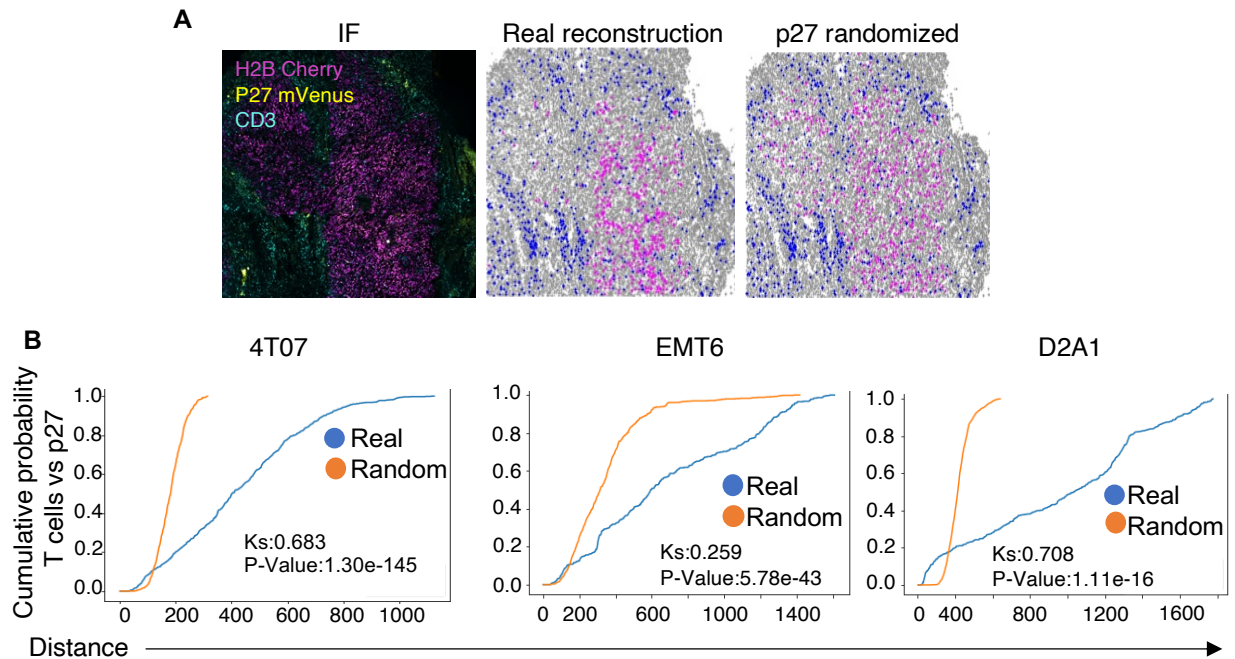 A
IF
Real reconstruction
p27 randomized
H2B Cherry
P27 mVenus
CD3
B
4T07
EMT6
D2A1
Cumulative probability
T cells vs p27
1.0
0.8
0.6
0.4
0.2
0.0
Real
Random
Ks:0.683
P-Value:1.30e-145
0 200 400 600 800 1000
1.0
0.8
0.6
0.4
0.2
0.0
Real
Random
Ks:0.259
P-Value:5.78e-43
0 200 600 1000 1400
1.0
0.8
0.6
0.4
0.2
0.0
Real
Random
Ks:0.708
P-Value:1.11e-16
0 400 800 1200 1600
Distance